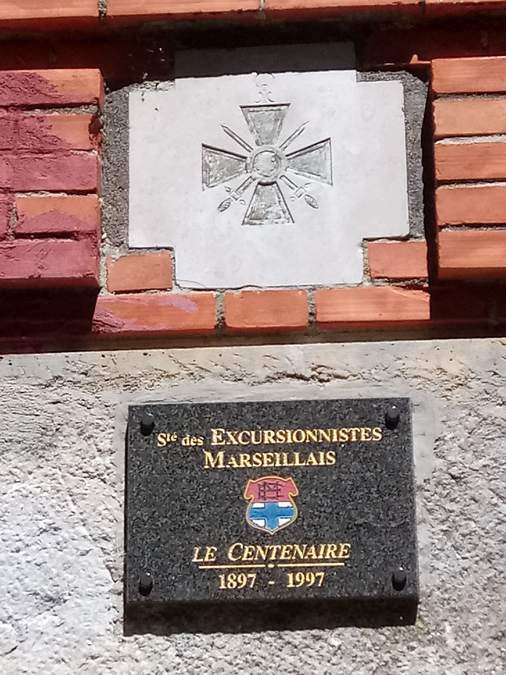 Sté des EXCURSIONNISTES
MARSEILLAIS
LE CENTENAIRE
1897 - 1997